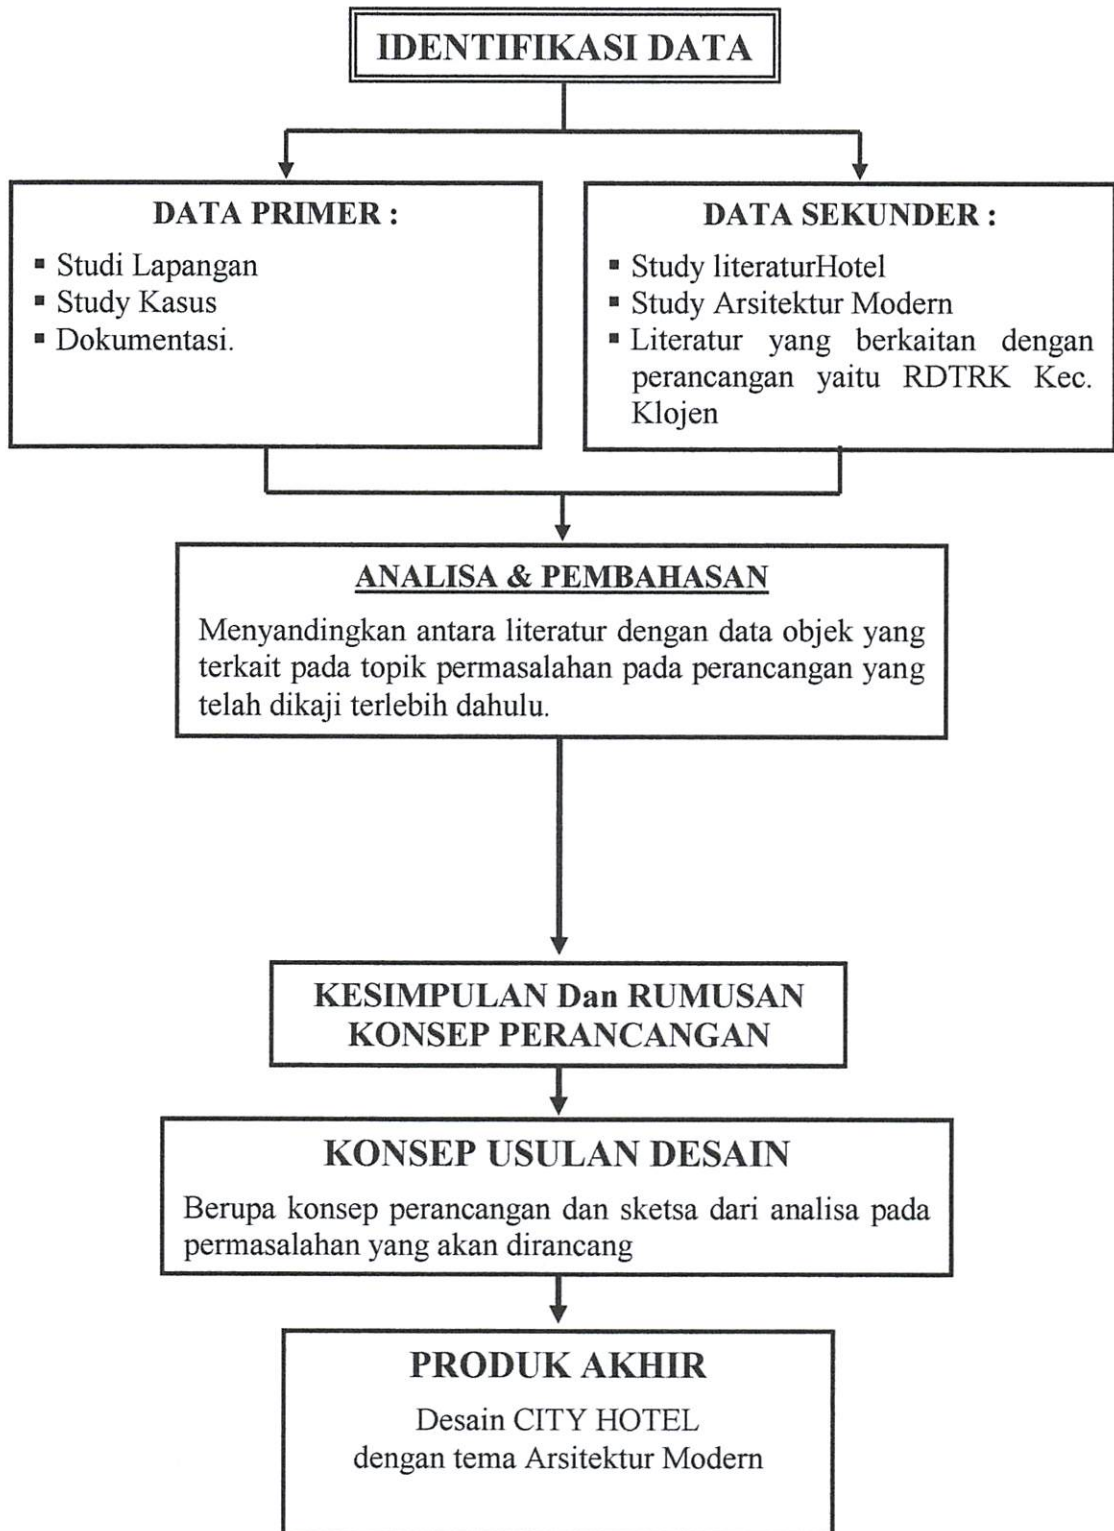 IDENTIFIKASI DATA
DATA PRIMER :
▪ Studi Lapangan
▪ Study Kasus
▪ Dokumentasi.
DATA SEKUNDER :
▪ Study literaturHotel
▪ Study Arsitektur Modern
▪ Literatur yang berkaitan dengan
perancangan yaitu RDTRK Kec.
Klojen
ANALISA & PEMBAHASAN
Menyandingkan antara literatur dengan data objek yang
terkait pada topik permasalahan pada perancangan yang
telah dikaji terlebih dahulu.
KESIMPULAN Dan RUMUSAN
KONSEP PERANCANGAN
KONSEP USULAN DESAIN
Berupa konsep perancangan dan sketsa dari analisa pada
permasalahan yang akan dirancang
PRODUK AKHIR
Desain CITY HOTEL
dengan tema Arsitektur Modern